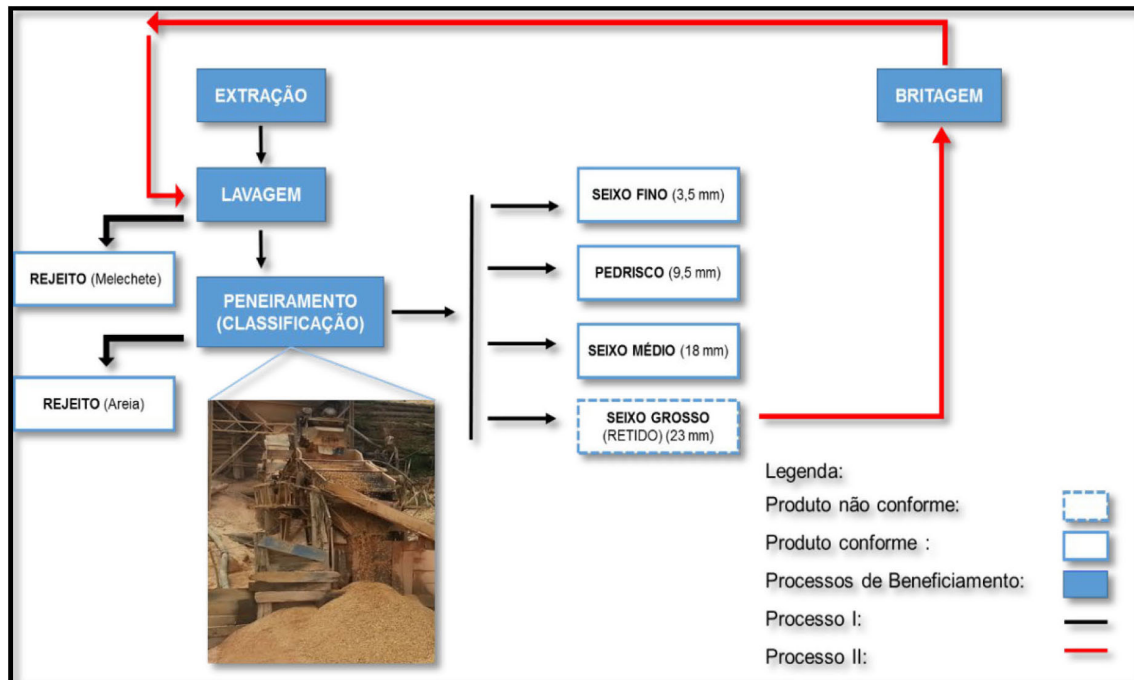 EXTRAÇÃO
BRITAGEM
LAVAGEM
SEIXO FINO (3,5 mm)
REJEITO (Melechete)
PEDRISCO (9,5 mm)
PENEIRAMENTO
(CLASSIFICAÇÃO)
SEIXO MÉDIO (18 mm)
REJEITO (Areia)
SEIXO GROSSO
(RETIDO) (23 mm)
Legenda:
Produto não conforme:
Produto conforme :
Processos de Beneficiamento:
Processo I:
Processo II: